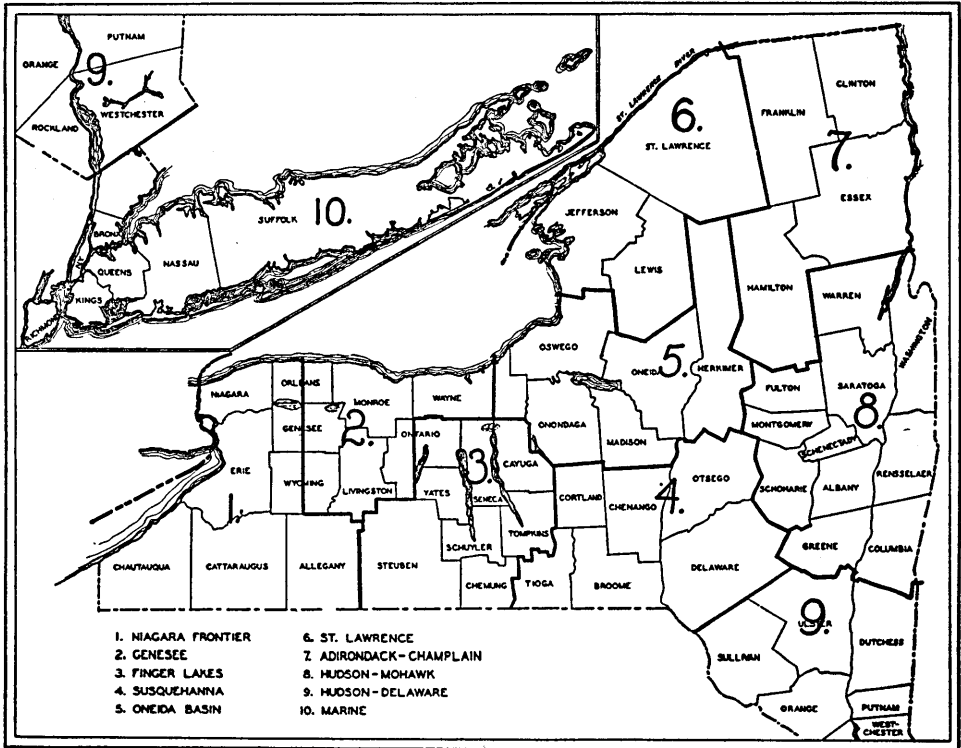 PUTNAM
ORANGE
9.
WESTCHESTER
ROCKLAND
BRONX
QUEENS
NASSAU
KINGS
RICHMOND
SUFFOLK
10.
ST. LAWRENCE RIVER
6.
ST. LAWRENCE
FRANKLIN
CLINTON
7.
ESSEX
JEFFERSON
LEWIS
HAMILTON
WARREN
WASHINGTON
OSWEGO
ONEIDA
5.
HERKIMER
FULTON
SARATOGA
8.
MONTGOMERY
SCHENECTADY
NIAGARA
ORLEANS
MONROE
WAYNE
GENESEE
2.
ONTARIO
ONONDAGA
MADISON
CAYUGA
3.
SENECA
ERIE
1.
WYOMING
LIVINGSTON
YATES
CORTLAND
CHENANGO
4.
OTSEGO
SCHOHARIE
ALBANY
RENSSELAER
TOMPKINS
SCHUYLER
GREENE
COLUMBIA
CHAUTAUQUA
CATTARAUGUS
ALLEGANY
STEUBEN
CHEMUNG
TIOGA
BROOME
DELAWARE
ULSTER
9.
DUTCHESS
SULLIVAN
ORANGE
PUTNAM
WEST-
CHESTER
1. NIAGARA FRONTIER
2. GENESEE
3. FINGER LAKES
4. SUSQUEHANNA
5. ONEIDA BASIN
6. ST. LAWRENCE
7. ADIRONDACK-CHAMPLAIN
8. HUDSON-MOHAWK
9. HUDSON-DELAWARE
10. MARINE